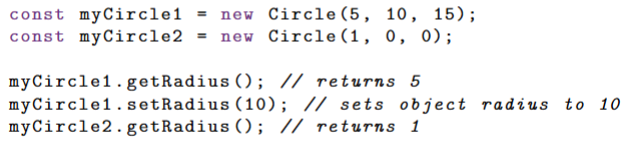 const myCircle1 = new Circle(5, 10, 15);
const myCircle2 = new Circle(1, 0, 0);
myCircle1.getRadius(); // returns 5
myCircle1.setRadius(10); // sets object radius to 10
myCircle2.getRadius(); // returns 1